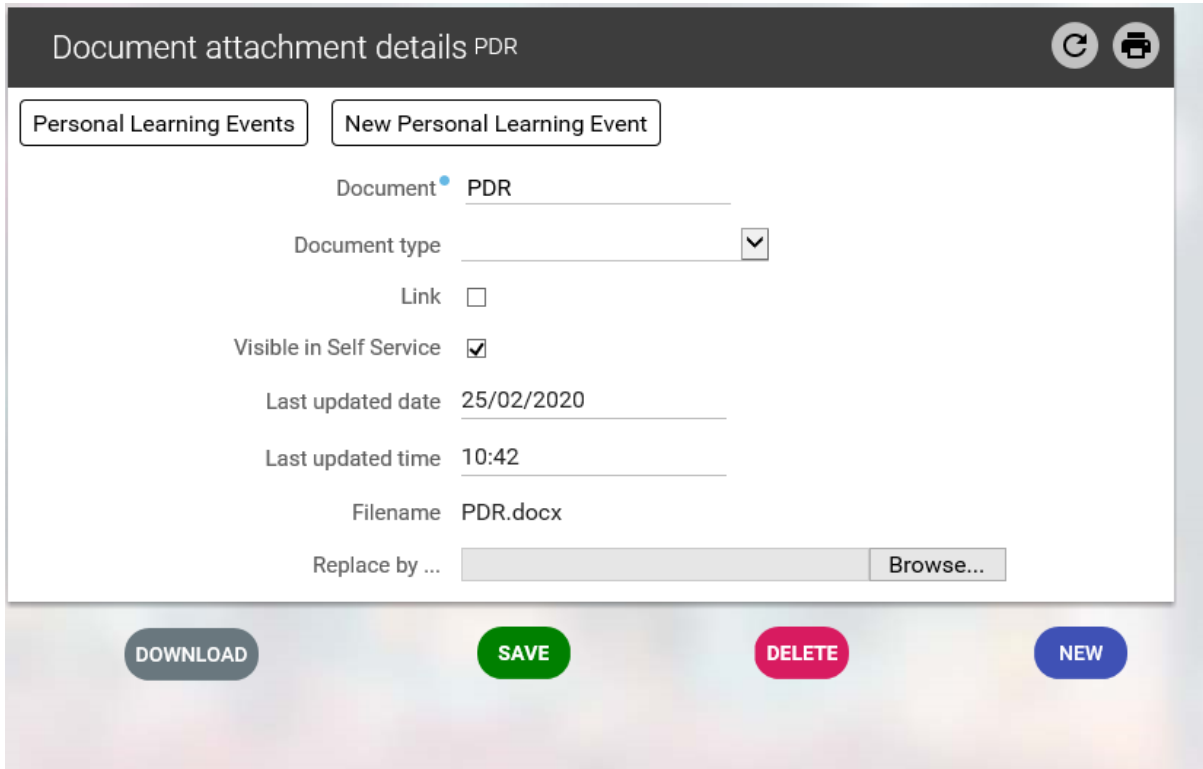 Document attachment details PDR
Personal Learning Events New Personal Learning Event
Document PDR
Document type
Link
Visible in Self Service
Last updated date 25/02/2020
Last updated time 10:42
Filename PDR.docx
Replace by ... Browse...
DOWNLOAD SAVE DELETE NEW